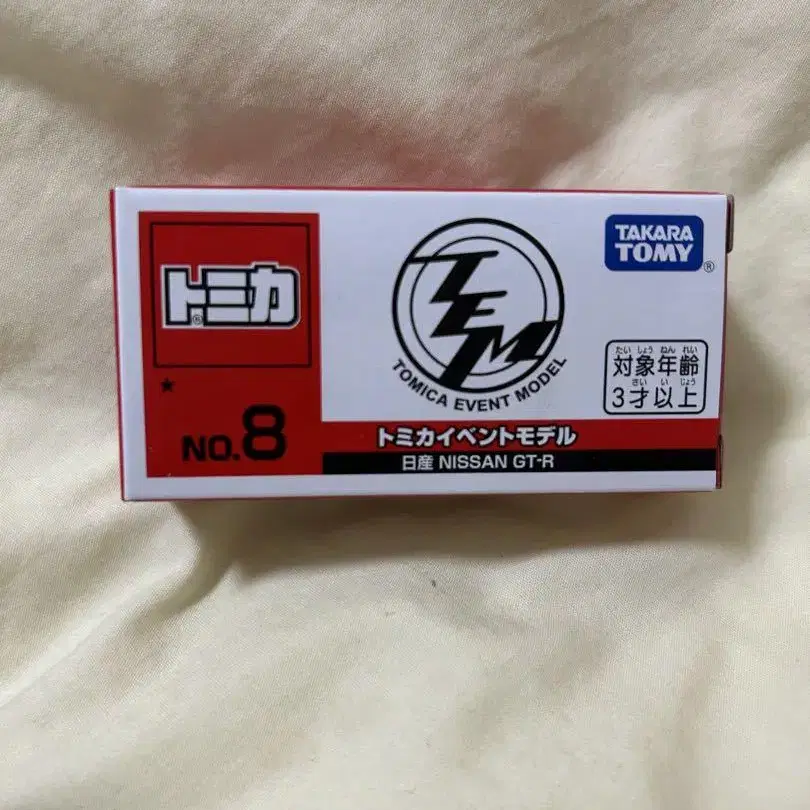 トミカ
®
★
NO.8
TEM
TOMICA EVENT MODEL
トミカイベントモデル
日産 NISSAN GT-R
TAKARA
TOMY
®
たいしょうねんれい
対象年齢
さいいじょう
3才以上